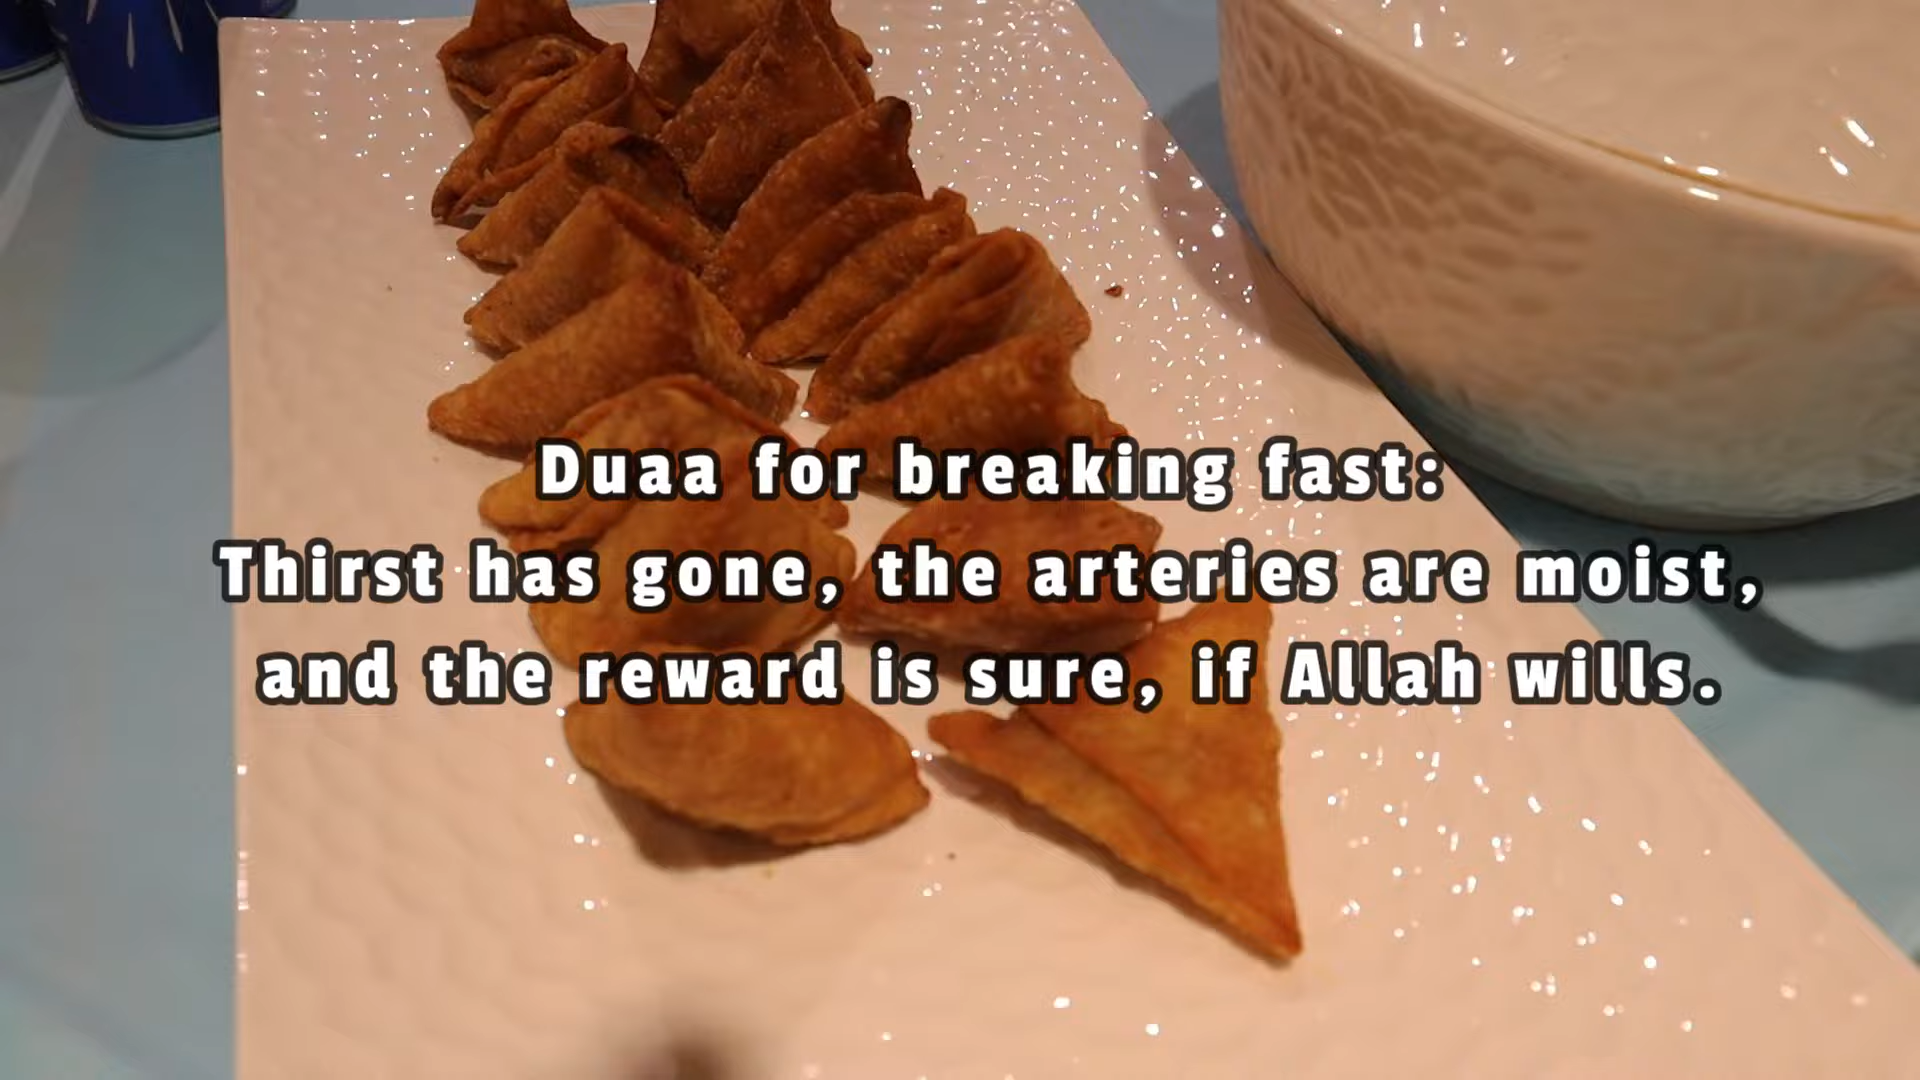 Duaa for breaking fast:
Thirst has gone, the arteries are moist,
and the reward is sure, if Allah wills.